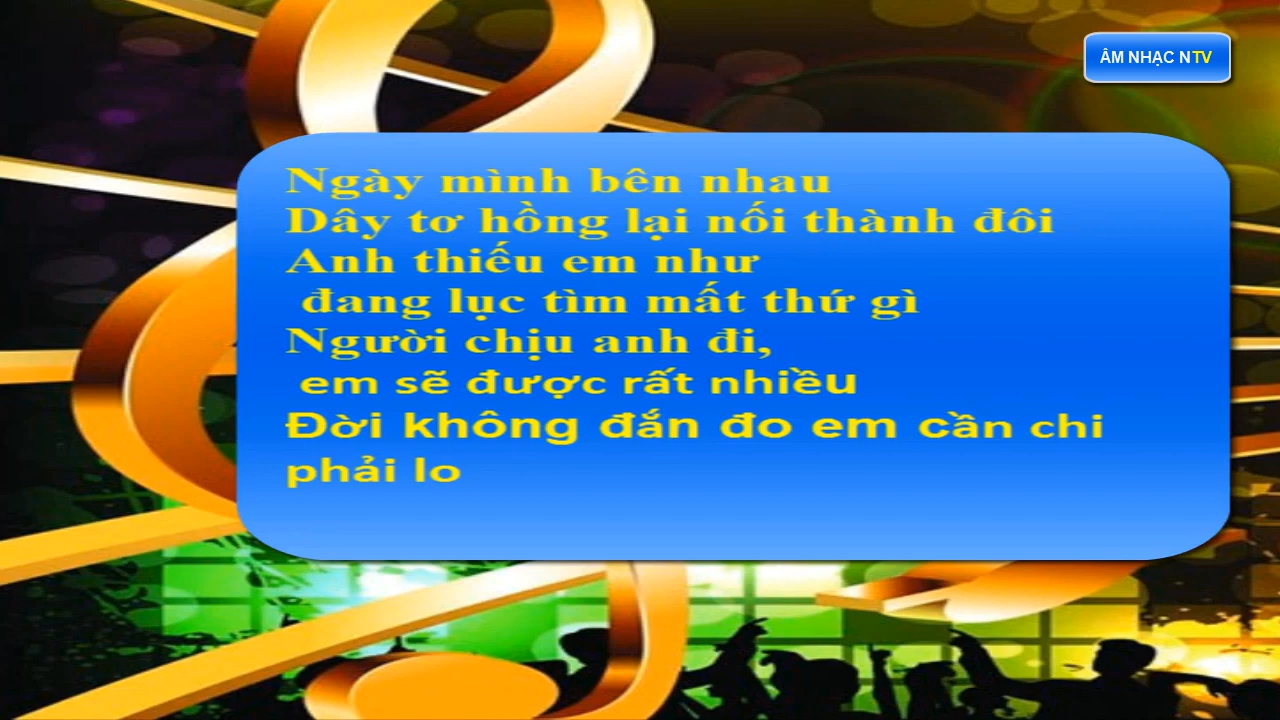 ÂM NHẠC NTV
Ngày mình bên nhau
Dây tơ hồng lại nối thành đôi
Anh thiếu em như
đang lục tìm mất thứ gì
Người chịu anh đi,
em sẽ được rất nhiều
Đời không đắn đo em cần chi
phải lo